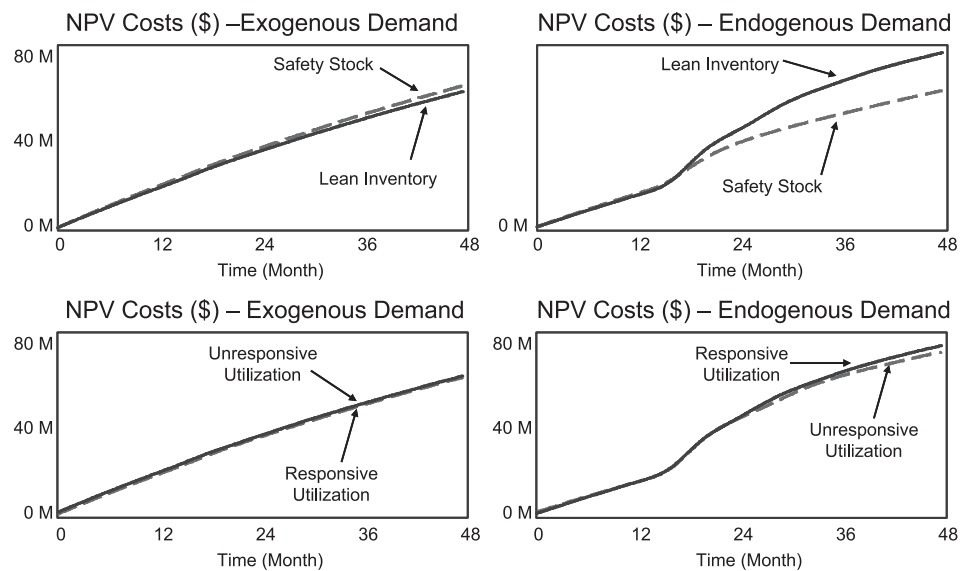 NPV Costs ($) –Exogenous Demand
80 M
40 M
0 M
Safety Stock
Lean Inventory
0 12 24 36 48
Time (Month)
NPV Costs ($) – Endogenous Demand
80 M
40 M
0 M
Lean Inventory
Safety Stock
0 12 24 36 48
Time (Month)
NPV Costs ($) – Exogenous Demand
80 M
40 M
0 M
Unresponsive
Utilization
Responsive
Utilization
0 12 24 36 48
Time (Month)
NPV Costs ($) – Endogenous Demand
80 M
40 M
0 M
Responsive
Utilization
Unresponsive
Utilization
0 12 24 36 48
Time (Month)